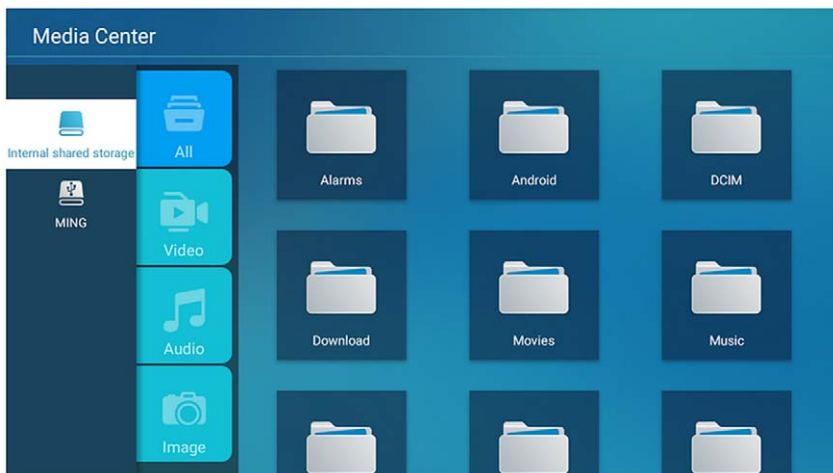 Media Center
Internal shared storage
MING
All
Video
Audio
Image
Alarms
Android
DCIM
Download
Movies
Music